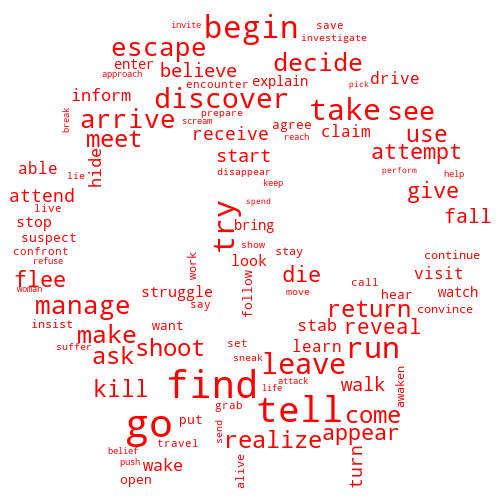 invite
begin
save
investigate
escape
enter
approach
believe
decide
encounter
explain
drive
pick
inform
discover
take
see
break
arrive
prepare
scream
receive
agree
reach
claim
use
meet
hide
start
attempt
able
lie
disappear
keep
perform
help
attend
give
live
spend
fall
stop
try
bring
suspect
confront
refuse
show
stay
continue
look
work
flee
woman
die
visit
follow
call
struggle
move
hear
watch
manage
say
return
convince
insist
want
stab
reveal
make
suffer
ask
shoot
set
sneak
learn
run
leave
kill
find
life
attack
walk
awaken
go
put
grab
tell
come
send
travel
realize
appear
belief
push
wake
open
alive
turn